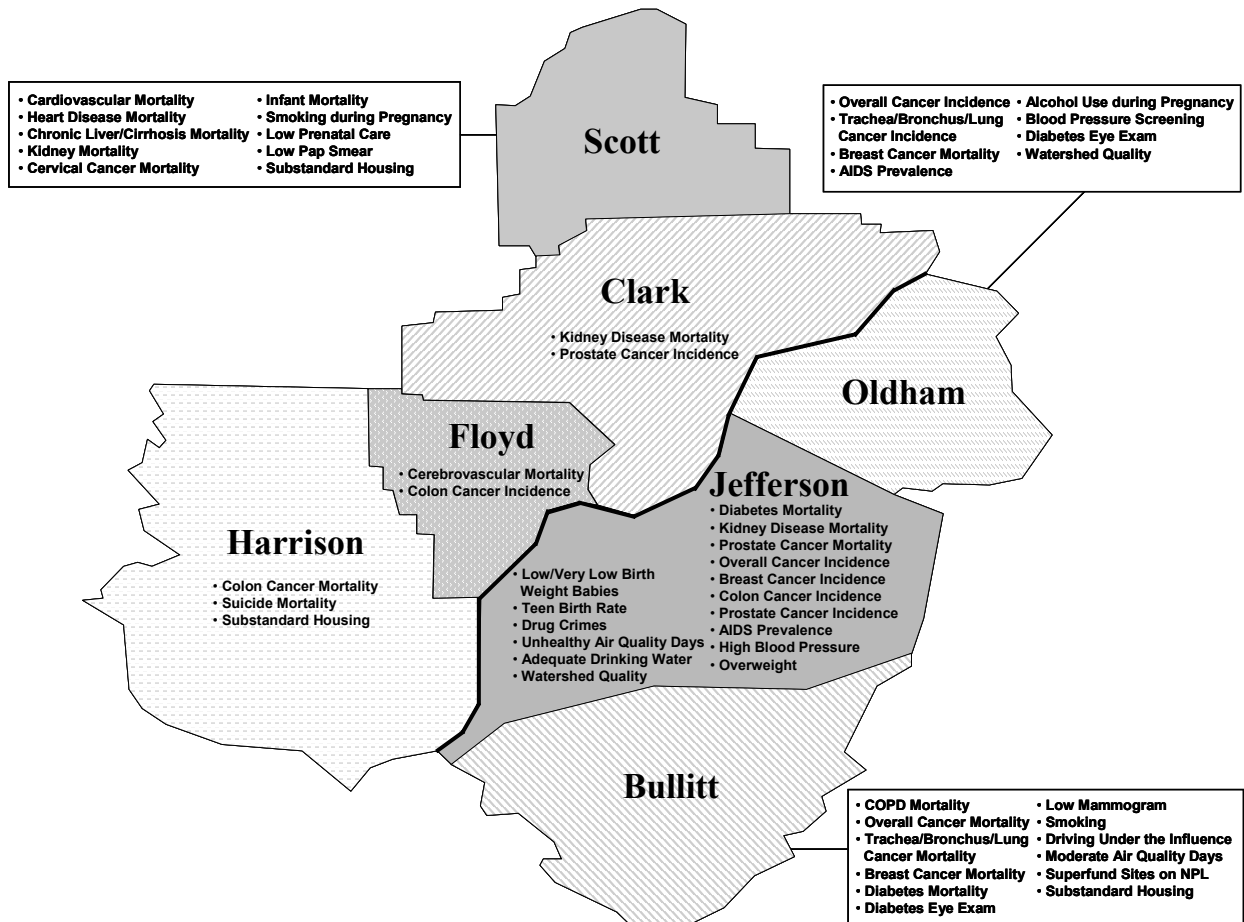 • Cardiovascular Mortality
• Heart Disease Mortality
• Chronic Liver/Cirrhosis Mortality
• Kidney Mortality
• Cervical Cancer Mortality
• Infant Mortality
• Smoking during Pregnancy
• Low Prenatal Care
• Low Pap Smear
• Substandard Housing
Scott
• Overall Cancer Incidence
• Trachea/Bronchus/Lung
Cancer Incidence
• Breast Cancer Mortality
• AIDS Prevalence
• Alcohol Use during Pregnancy
• Blood Pressure Screening
• Diabetes Eye Exam
• Watershed Quality
Clark
• Kidney Disease Mortality
• Prostate Cancer Incidence
Oldham
Floyd
• Cerebrovascular Mortality
• Colon Cancer Incidence
Jefferson
• Diabetes Mortality
• Kidney Disease Mortality
• Prostate Cancer Mortality
• Overall Cancer Incidence
• Breast Cancer Incidence
• Colon Cancer Incidence
• Prostate Cancer Incidence
• AIDS Prevalence
• High Blood Pressure
• Overweight
• Low/Very Low Birth
Weight Babies
• Teen Birth Rate
• Drug Crimes
• Unhealthy Air Quality Days
• Adequate Drinking Water
• Watershed Quality
Harrison
• Colon Cancer Mortality
• Suicide Mortality
• Substandard Housing
Bullitt
• COPD Mortality
• Overall Cancer Mortality
• Trachea/Bronchus/Lung
Cancer Mortality
• Breast Cancer Mortality
• Diabetes Mortality
• Diabetes Eye Exam
• Low Mammogram
• Smoking
• Driving Under the Influence
• Moderate Air Quality Days
• Superfund Sites on NPL
• Substandard Housing